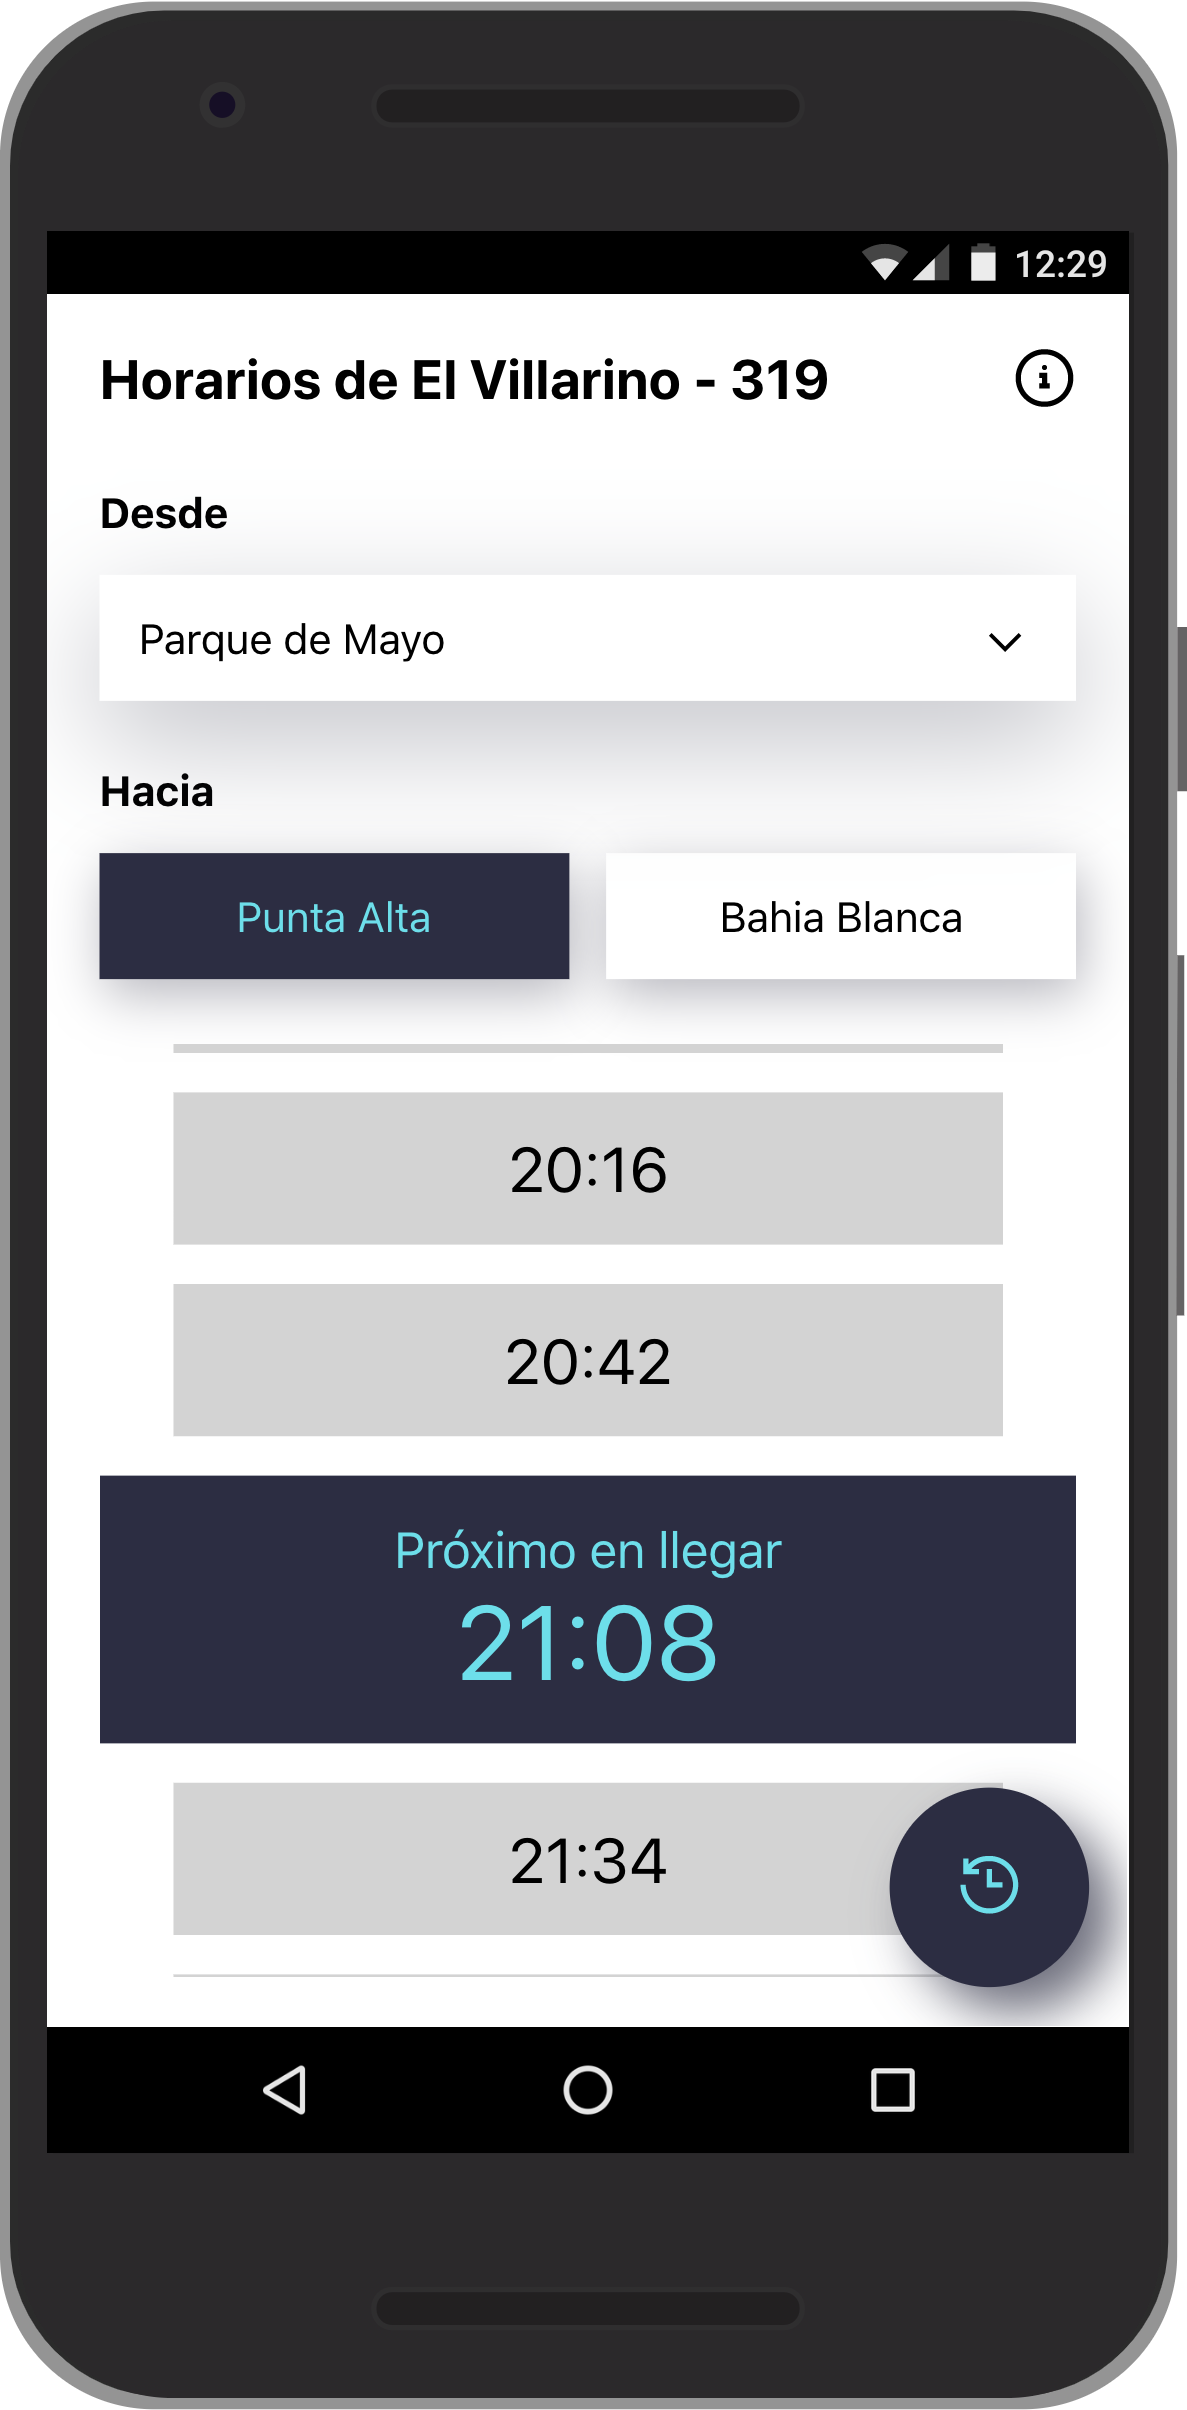 12:29
Horarios de El Villarino - 319
Desde
Parque de Mayo
Hacia
Punta Alta
Bahia Blanca
20:16
20:42
Próximo en llegar
21:08
21:34